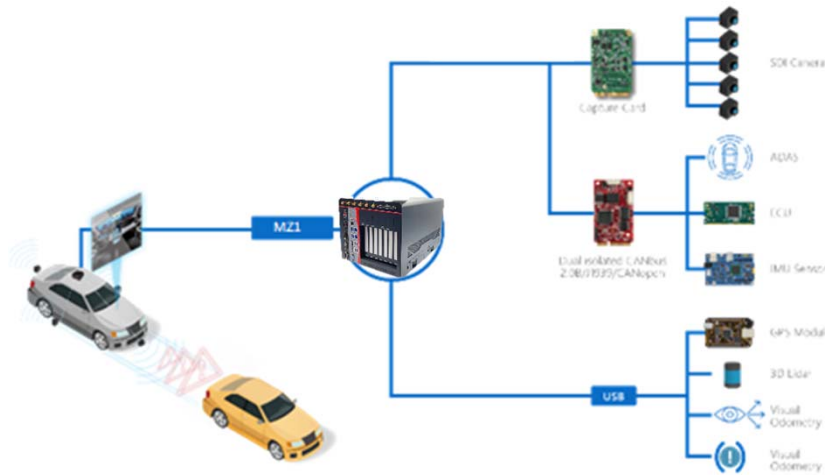 SDI Camera
Capture Card
ADAS
MZ1
ECU
Dual isolated CANbus
2.0B/J1939/CANopen
IMU Sensor
GPS Modul
USB
3D Lidar
Visual
Odometry
Visual
Odometry